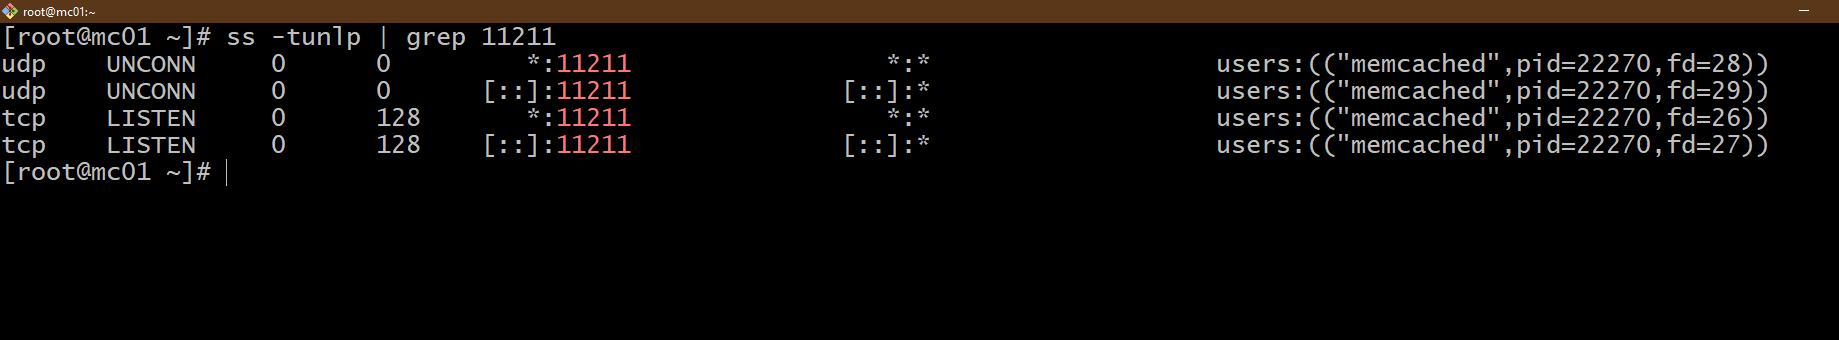 root@mc01:~
[root@mc01 ~]# ss -tunlp | grep 11211
udp    UNCONN     0      0         *:11211                 *:*                   users:(("memcached",pid=22270,fd=28))
udp    UNCONN     0      0      [::]:11211              [::]:*                   users:(("memcached",pid=22270,fd=29))
tcp    LISTEN     0      128       *:11211                 *:*                   users:(("memcached",pid=22270,fd=26))
tcp    LISTEN     0      128    [::]:11211              [::]:*                   users:(("memcached",pid=22270,fd=27))
[root@mc01 ~]#